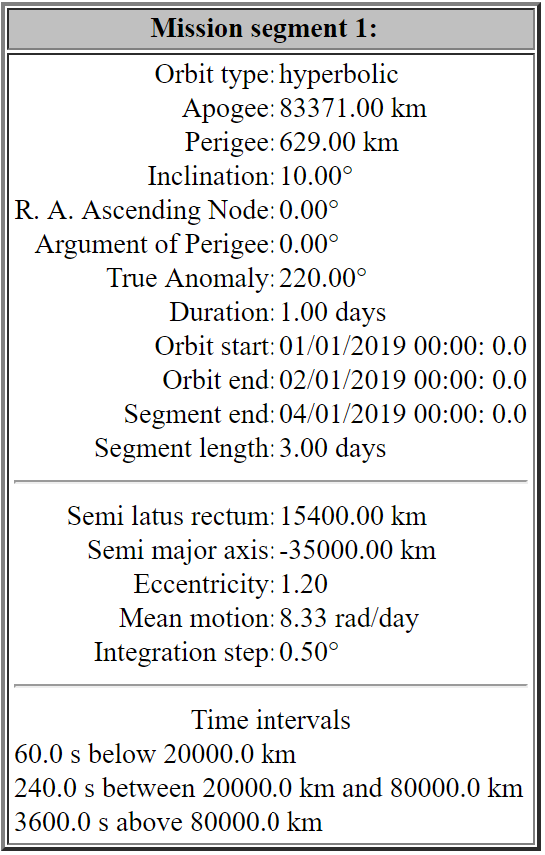 Mission segment 1:
Orbit type: hyperbolic
Apogee: 83371.00 km
Perigee: 629.00 km
Inclination: 10.00°
R. A. Ascending Node: 0.00°
Argument of Perigee: 0.00°
True Anomaly: 220.00°
Duration: 1.00 days
Orbit start: 01/01/2019 00:00: 0.0
Orbit end: 02/01/2019 00:00: 0.0
Segment end: 04/01/2019 00:00: 0.0
Segment length: 3.00 days
Semi latus rectum: 15400.00 km
Semi major axis: -35000.00 km
Eccentricity: 1.20
Mean motion: 8.33 rad/day
Integration step: 0.50°
Time intervals
60.0 s below 20000.0 km
240.0 s between 20000.0 km and 80000.0 km
3600.0 s above 80000.0 km